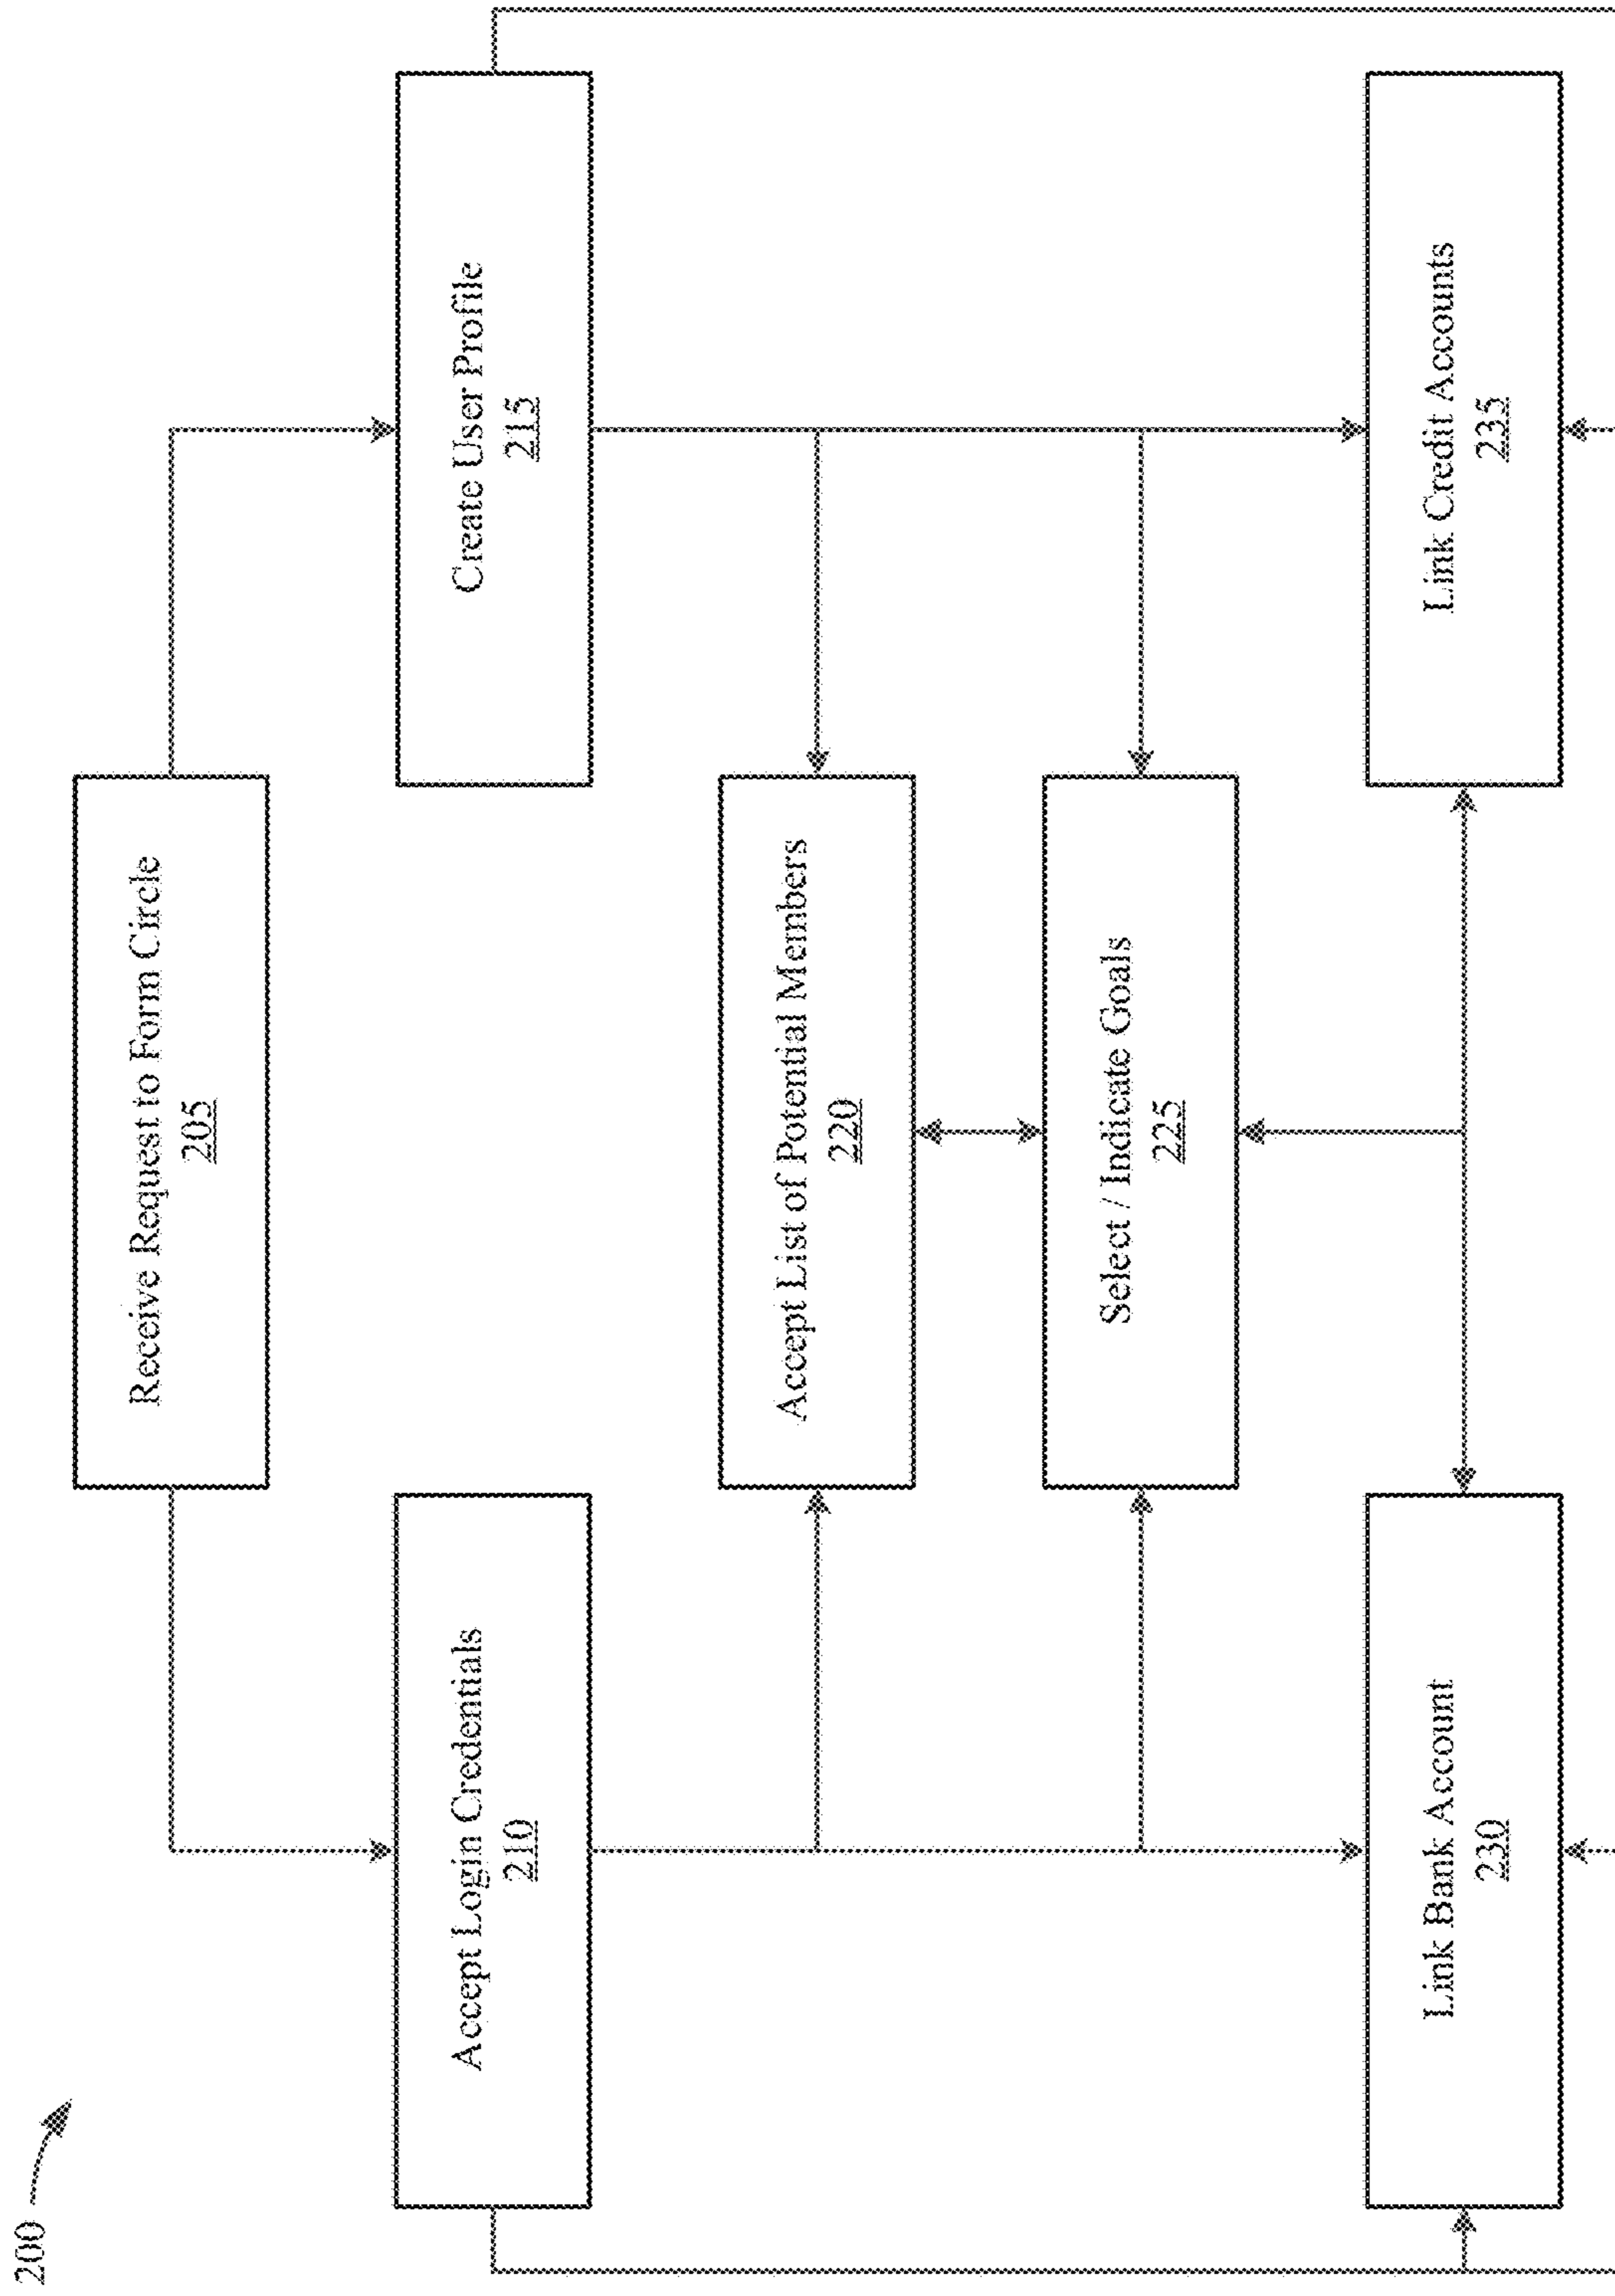 200
Receive Request to Form Circle
205
Accept Login Credentials
210
Create User Profile
215
Accept List of Potential Members
220
Select / Indicate Goals
225
Link Bank Account
230
Link Credit Accounts
235